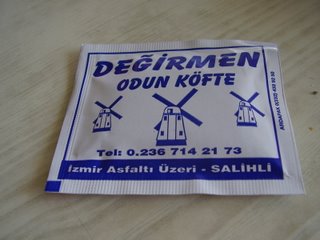 DEĞİRMEN
ODUN KÖFTE
Tel: 0.236 714 21 73
İzmir Asfaltı Üzeri - SALİHLİ